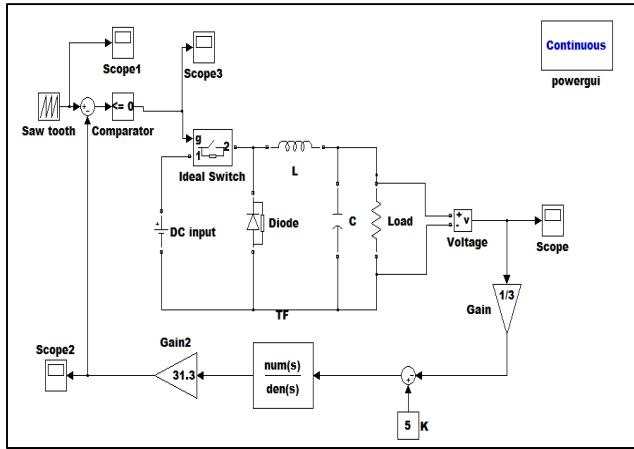 Continuous
powergui
Scope1
Scope3
Saw tooth
+-
<= 0
Comparator
g
1
2
Ideal Switch
L
+
DC input
Diode
C
Load
+
-
v
Voltage
Scope
1/3
Gain
TF
Scope2
Gain2
31.3
num(s)
den(s)
5
K